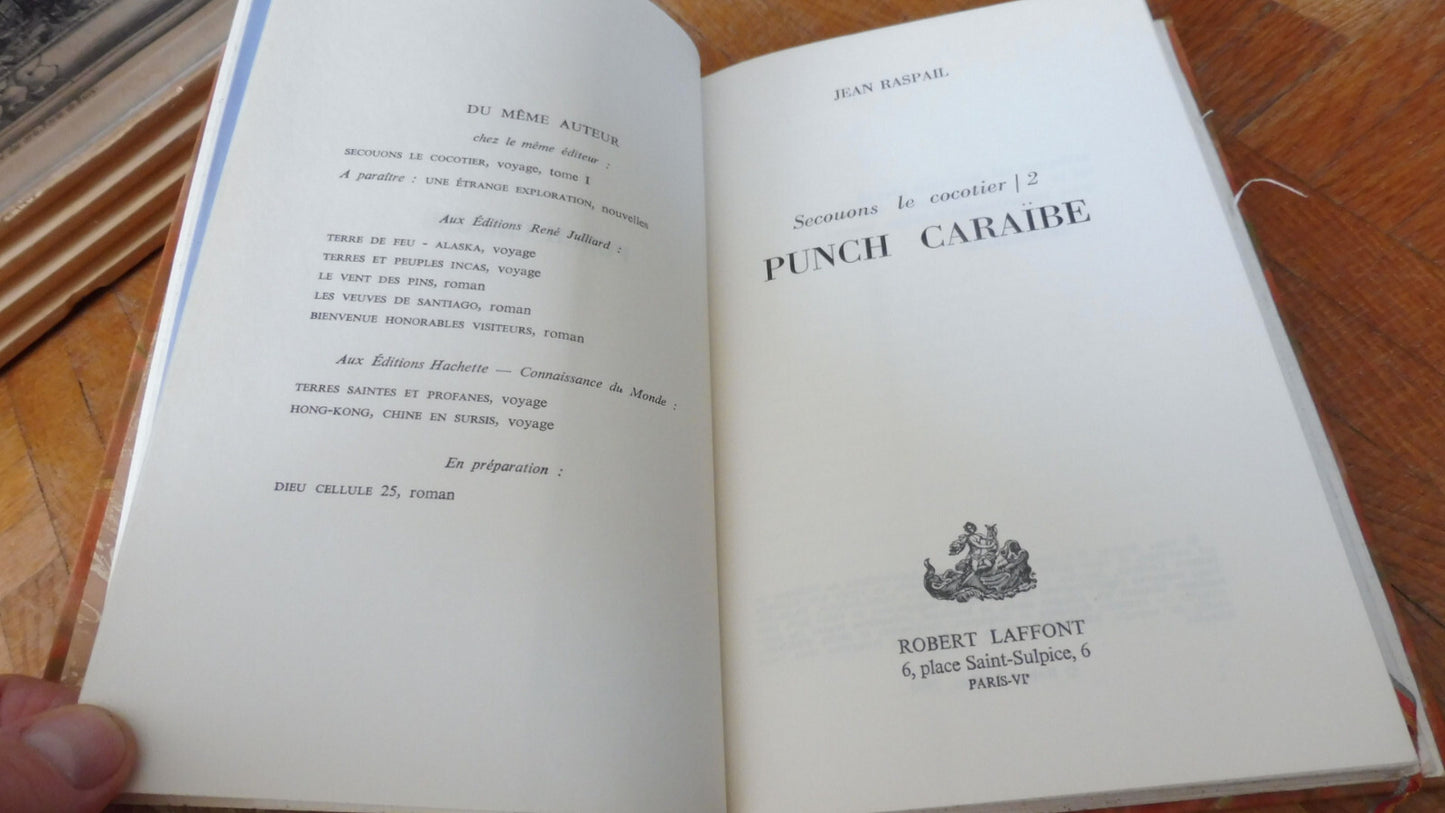 DU MÊME AUTEUR
chez le même éditeur :
SECOUONS LE COCOTIER, voyage, tome I
A paraître : UNE ÉTRANGE EXPLORATION, nouvelles
Aux Éditions René Julliard :
TERRE DE FEU - ALASKA, voyage
TERRES ET PEUPLES INCAS, voyage
LE VENT DES PINS, roman
LES VEUVES DE SANTIAGO, roman
BIENVENUE HONORABLES VISITEURS, roman
Aux Éditions Hachette — Connaissance du Monde :
TERRES SAINTES ET PROFANES, voyage
HONG-KONG, CHINE EN SURSIS, voyage
En préparation :
DIEU CELLULE 25, roman
JEAN RASPAIL
Secouons le cocotier | 2
PUNCH CARAÏBE
ROBERT LAFFONT
6, place Saint-Sulpice, 6
PARIS-VIe